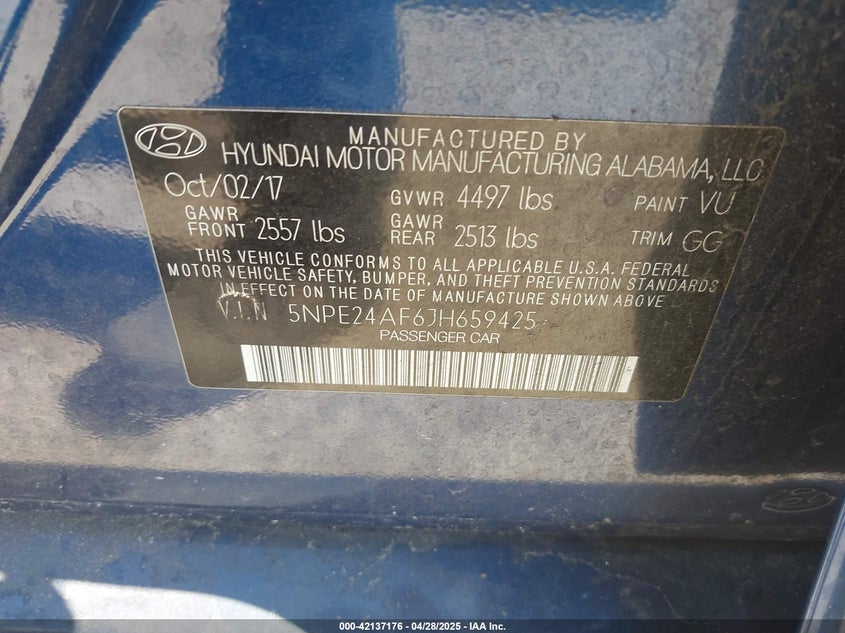 MANUFACTURED BY
HYUNDAI MOTOR MANUFACTURING ALABAMA, LLC
Oct/02/17 GVWR 4497 lbs PAINT VU
GAWR FRONT 2557 lbs GAWR REAR 2513 lbs TRIM GG
THIS VEHICLE CONFORMS TO ALL APPLICABLE U.S.A. FEDERAL
MOTOR VEHICLE SAFETY, BUMPER, AND THEFT PREVENTION STANDARDS
IN EFFECT ON THE DATE OF MANUFACTURE SHOWN ABOVE
V.I.N 5NPE24AF6JH659425
PASSENGER CAR
000-42137176 | 04/28/2025 - IAA Inc.